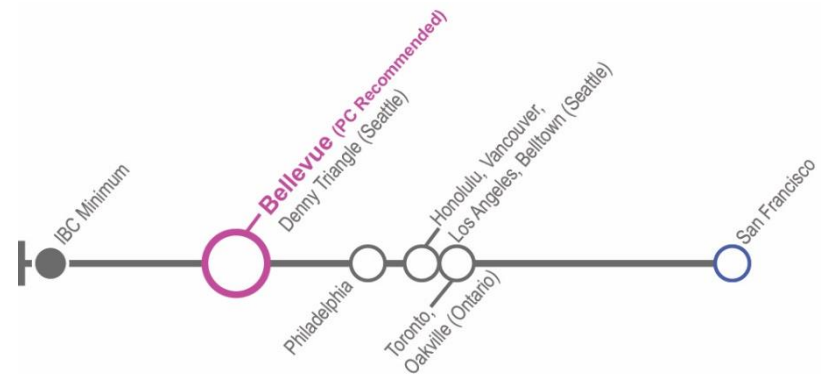 IBC Minimum
Bellevue (PC Recommended)
Denny Triangle (Seattle)
Philadelphia
Honolulu, Vancouver,
Los Angeles, Belltown (Seattle)
Toronto,
Oakville (Ontario)
San Francisco